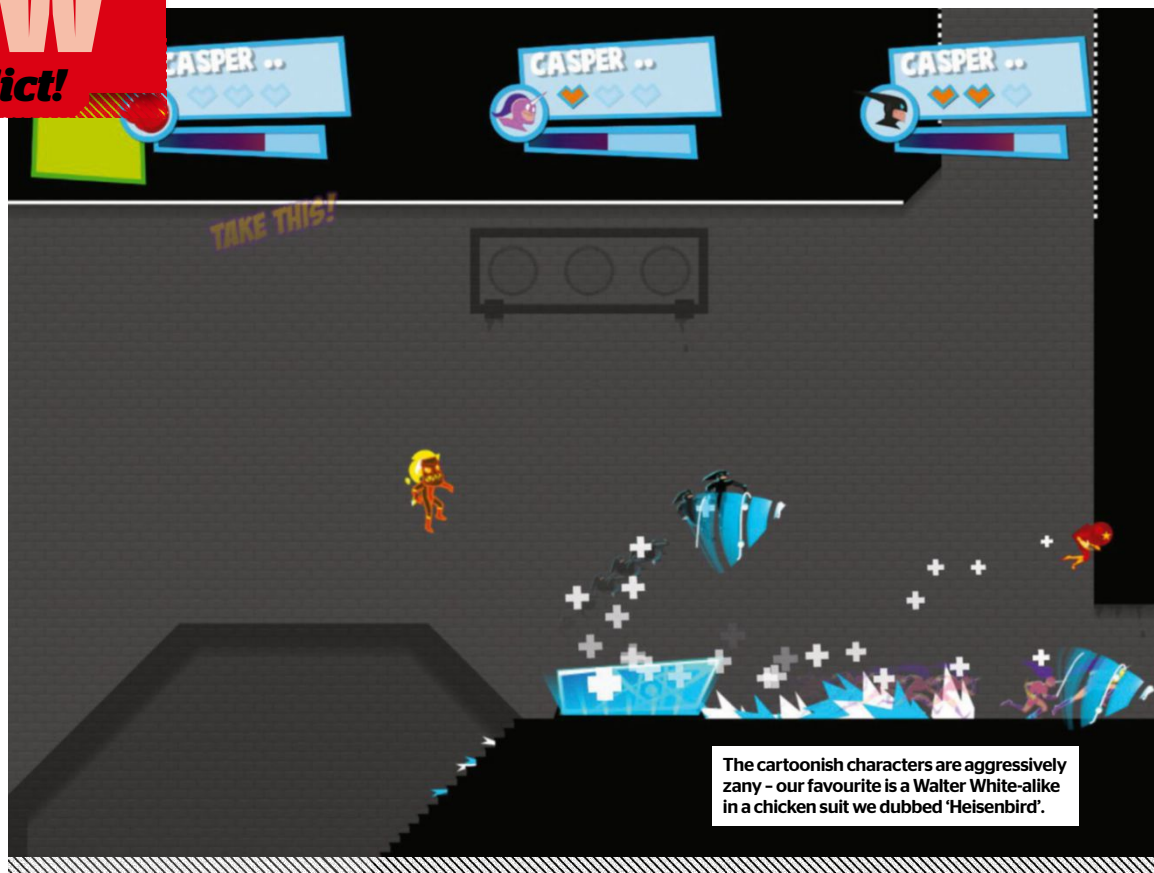 W
ict!
CASPER ..
CASPER ..
CASPER ..
TAKE THIS!
The cartoonish characters are aggressively
zany – our favourite is a Walter White-alike
in a chicken suit we dubbed ‘Heisenbird’.